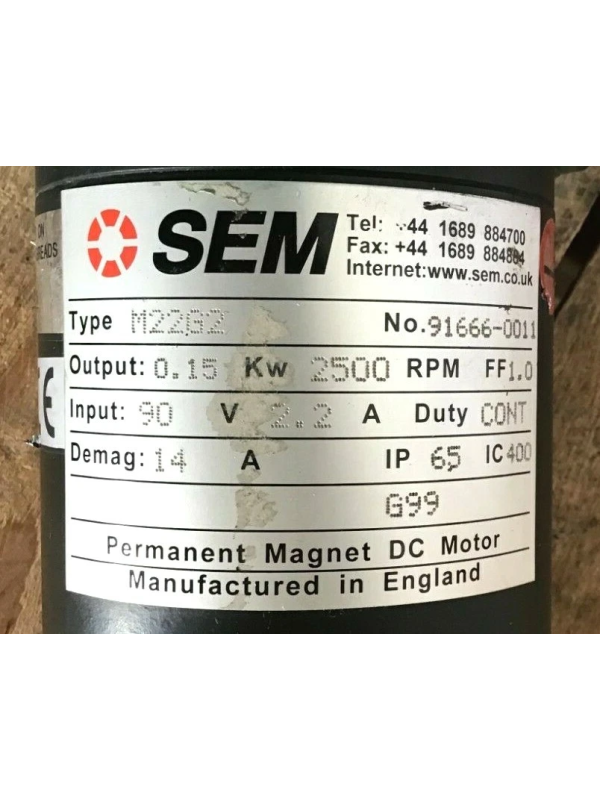 SEM
Tel: +44 1689 884700
Fax: +44 1689 884884
Internet:www.sem.co.uk
Type M22G2 No. 91666-0011
Output: 0.15 Kw 2500 RPM FF1.0
Input: 90 V 2.2 A Duty CONT
Demag: 14 A IP 65 IC400
G99
Permanent Magnet DC Motor
Manufactured in England
CE